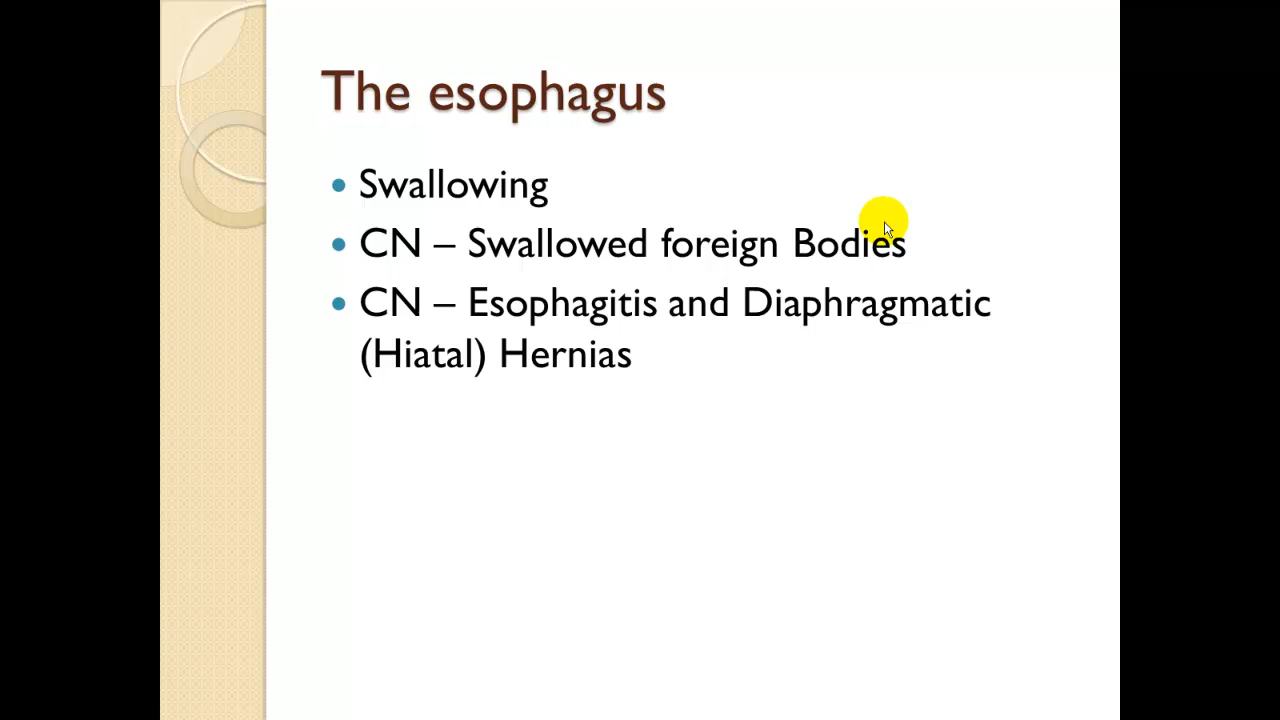 The esophagus
• Swallowing
• CN – Swallowed foreign Bodies
• CN – Esophagitis and Diaphragmatic
(Hiatal) Hernias